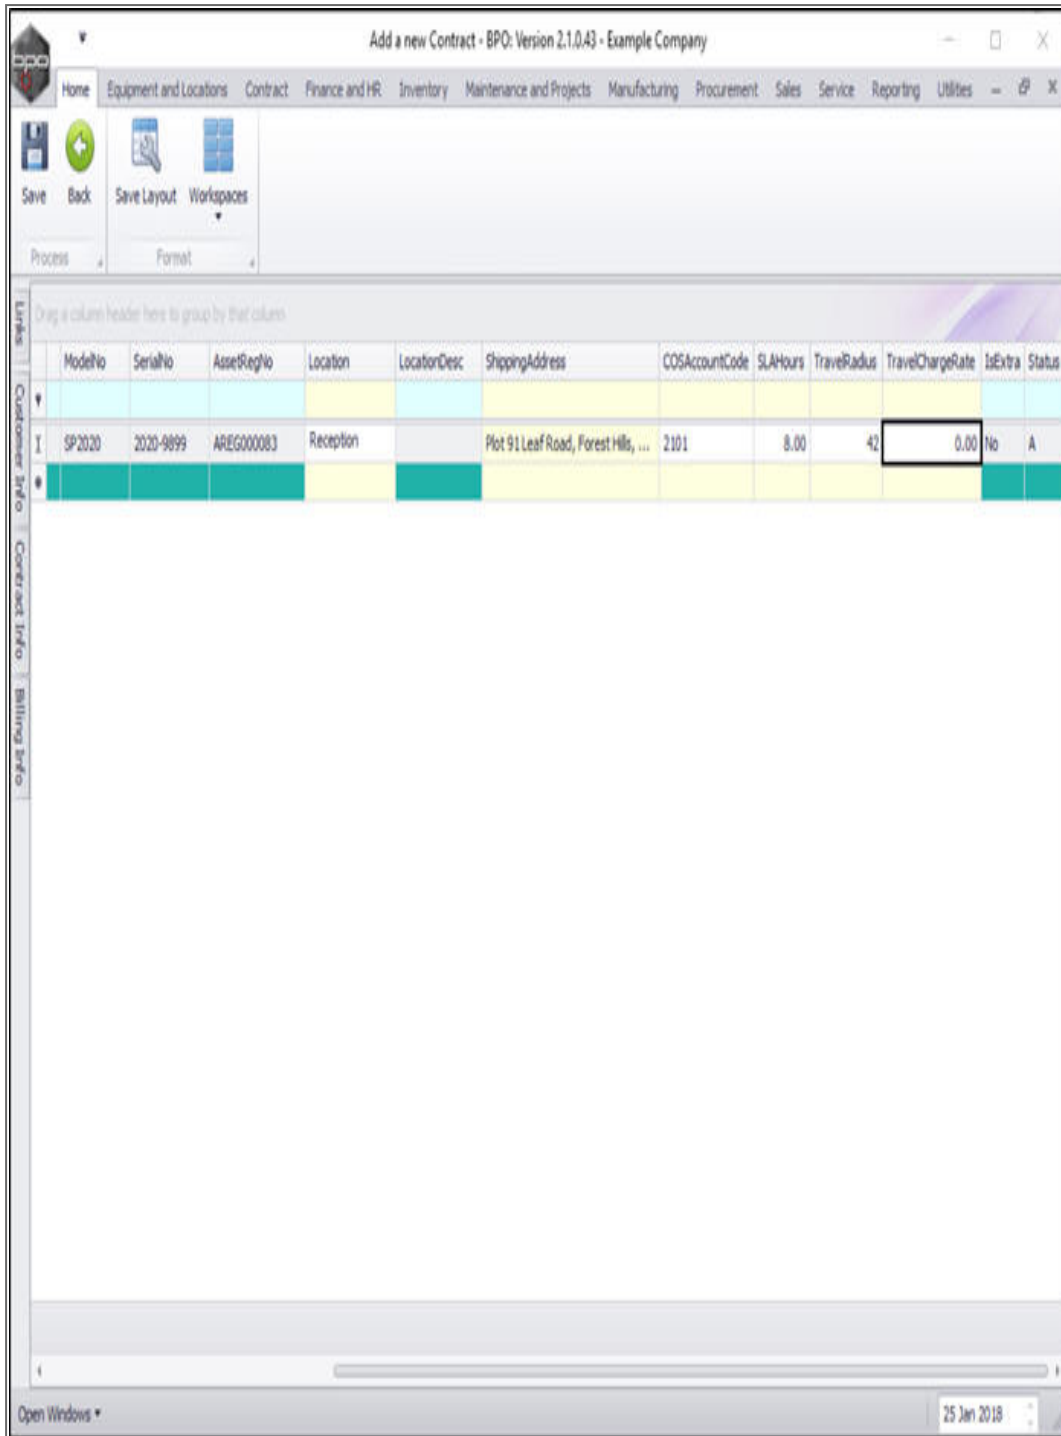 Add a new Contract - BPO: Version 2.1.0.43 - Example Company
bpo
Home Equipment and Locations Contract Finance and HR Inventory Maintenance and Projects Manufacturing Procurement Sales Service Reporting Utilities
Save Back Save Layout Workspaces
Process Format
Links
Customer Info
Contract Info
Billing Info
Drag a column header here to group by that column
ModelNo SerialNo AssetRegNo Location LocationDesc ShippingAddress COSAccountCode SLAHours TravelRadius TravelChargeRate IsExtra Status
SP2020 2020-9899 AREG000083 Reception Plot 91 Leaf Road, Forest Hills, ... 2101 8.00 42 0.00 No A
Open Windows 25 Jan 2018